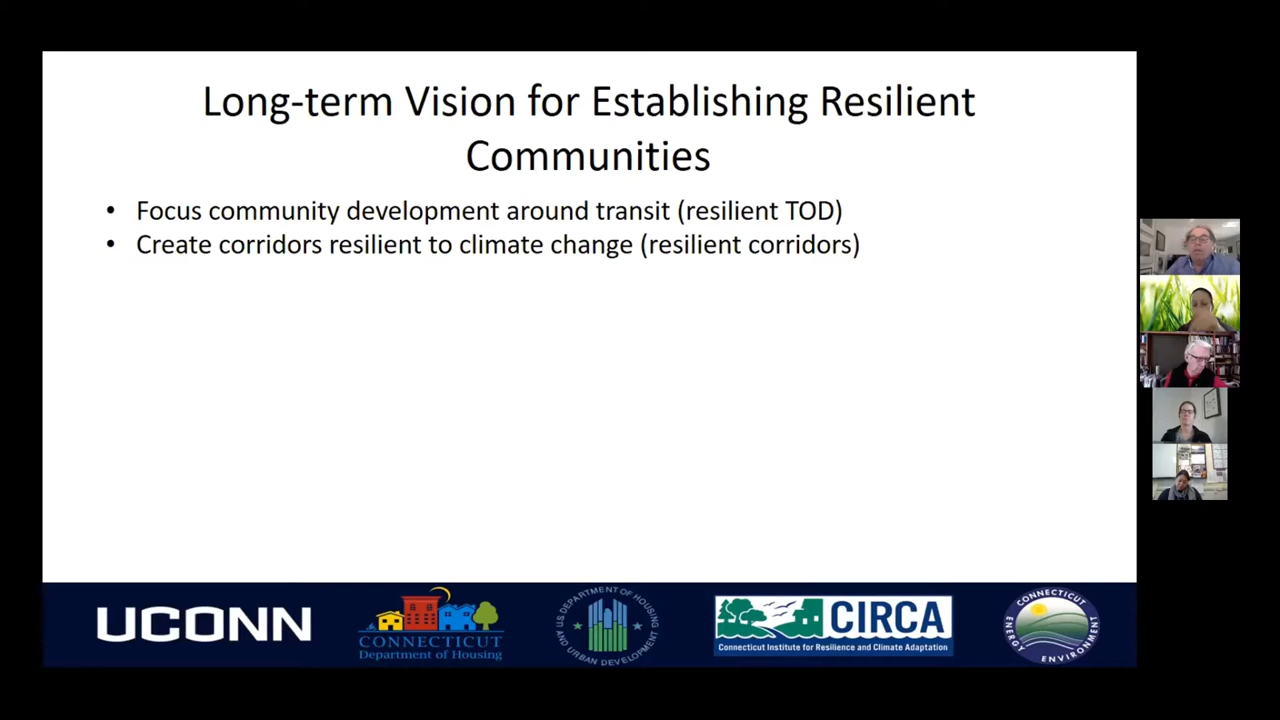 Long-term Vision for Establishing Resilient
Communities
• Focus community development around transit (resilient TOD)
• Create corridors resilient to climate change (resilient corridors)
UCONN
CONNECTICUT
Department of Housing
U.S. DEPARTMENT OF HOUSING
AND URBAN DEVELOPMENT
CIRCA
Connecticut Institute for Resilience and Climate Adaptation
CONNECTICUT
ENERGY
ENVIRONMENT